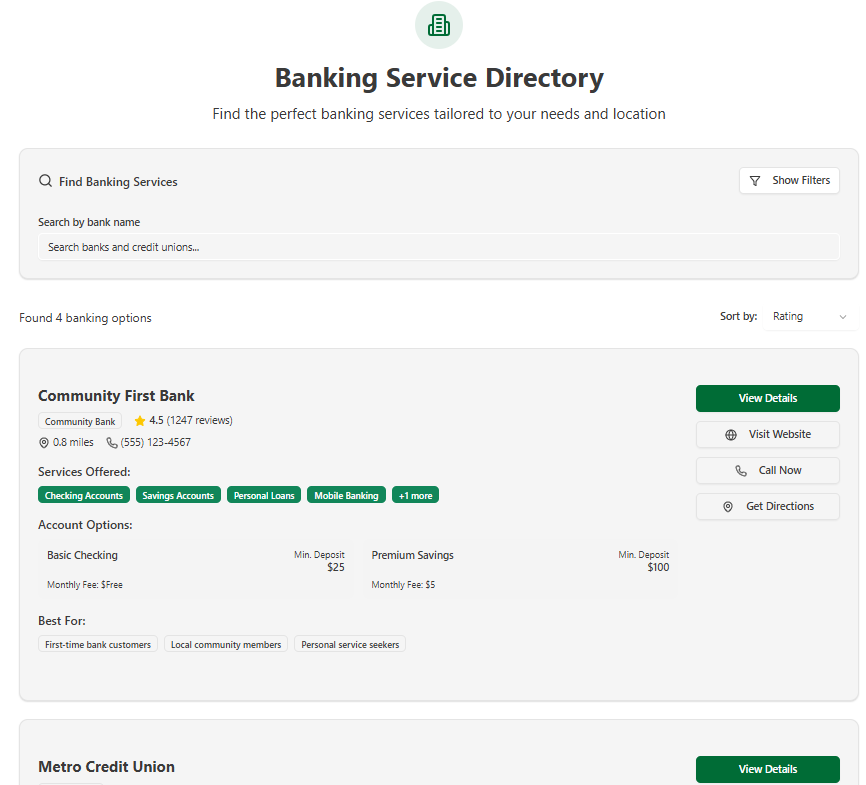 Banking Service Directory
Find the perfect banking services tailored to your needs and location
Find Banking Services
Show Filters
Search by bank name
Search banks and credit unions...
Found 4 banking options
Sort by: Rating
Community First Bank
Community Bank 4.5 (1247 reviews)
0.8 miles (555) 123-4567
Services Offered:
Checking Accounts Savings Accounts Personal Loans Mobile Banking +1 more
Account Options:
Basic Checking Min. Deposit
$25
Monthly Fee: $Free
Premium Savings Min. Deposit
$100
Monthly Fee: $5
Best For:
First-time bank customers Local community members Personal service seekers
View Details
Visit Website
Call Now
Get Directions
Metro Credit Union
View Details